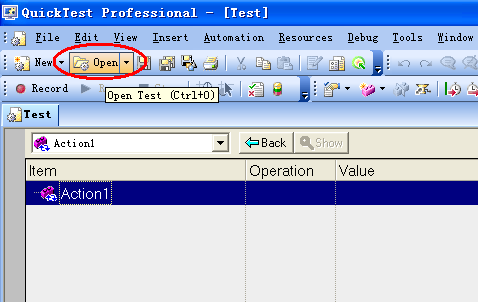 QuickTest Professional - [Test]
File Edit View Insert Automation Resources Debug Tools Window
New Open
Record
Open Test (Ctrl+O)
Test
Action1 Back Show
Item Operation Value
Action1